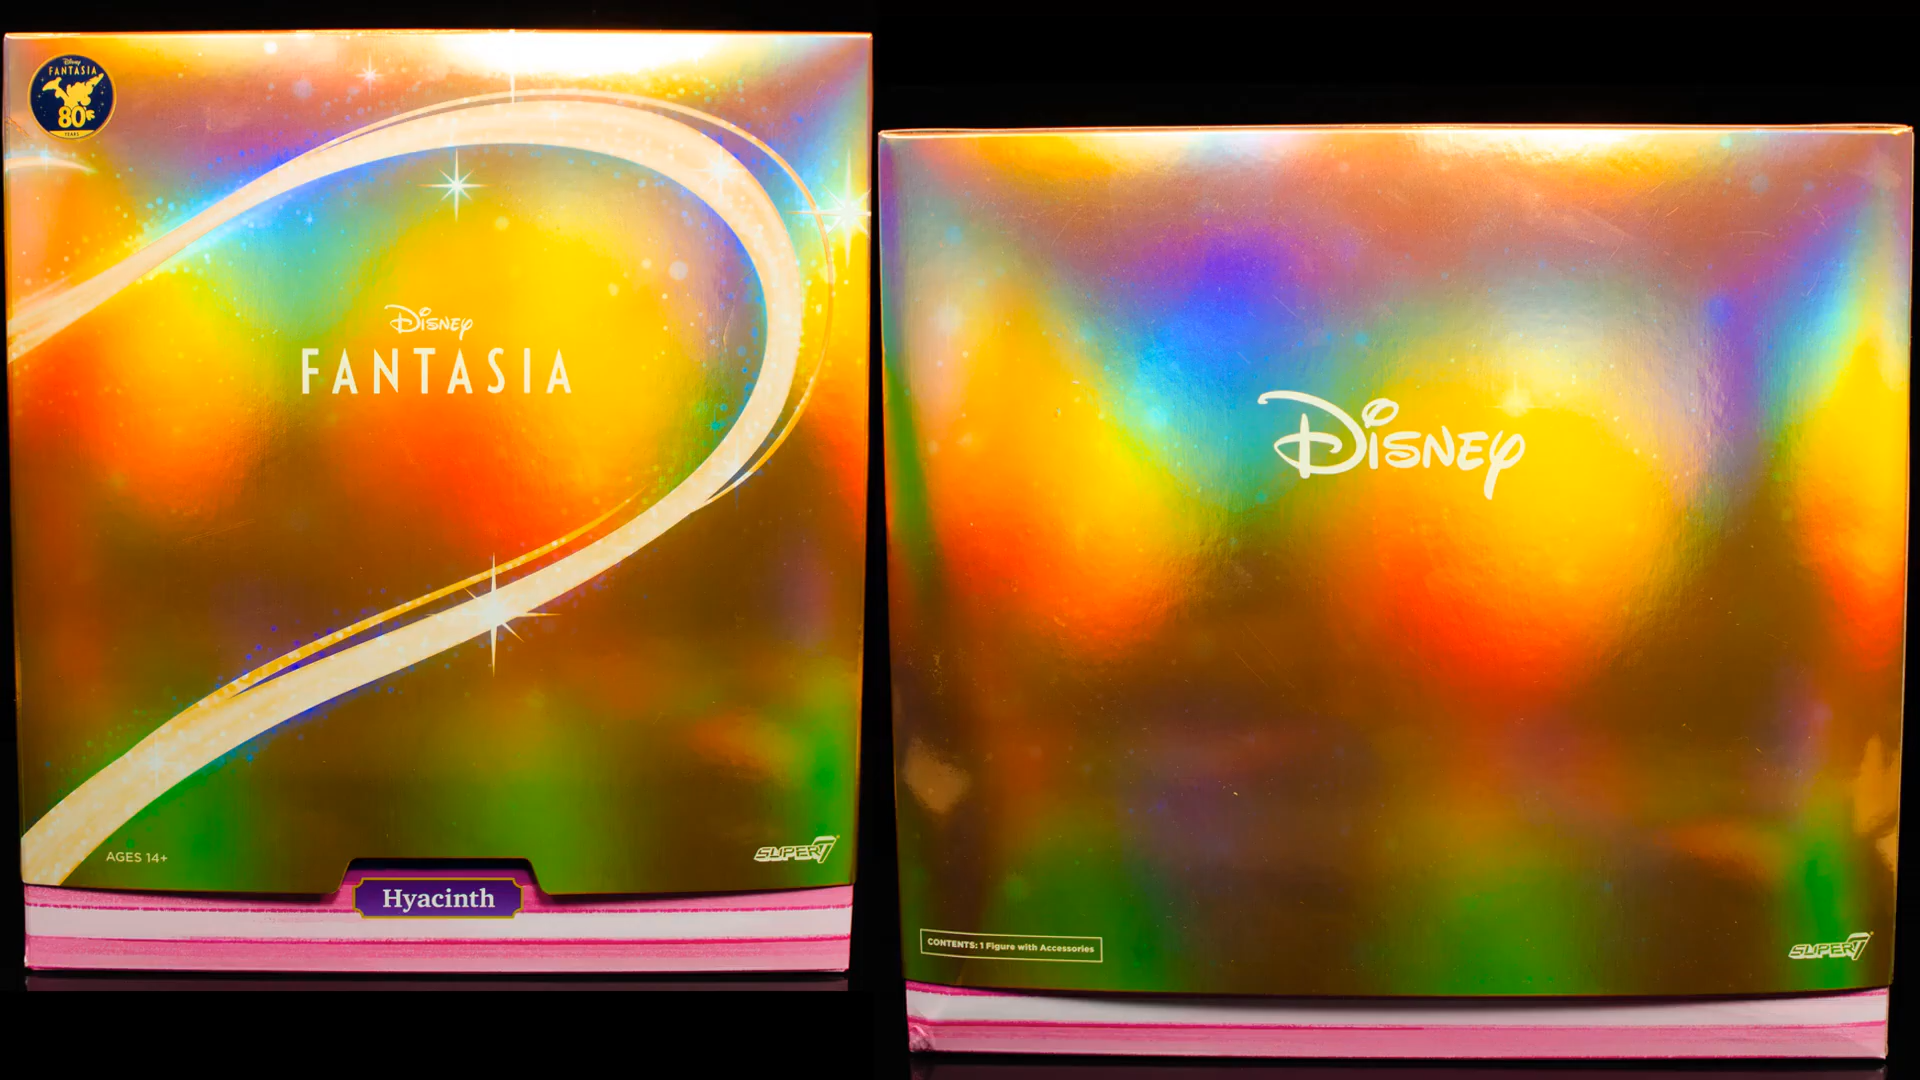 Disney
FANTASIA
80
YEARS
Disney
FANTASIA
AGES 14+
SUPER7
Hyacinth
Disney
CONTENTS: 1 Figure with Accessories
SUPER7